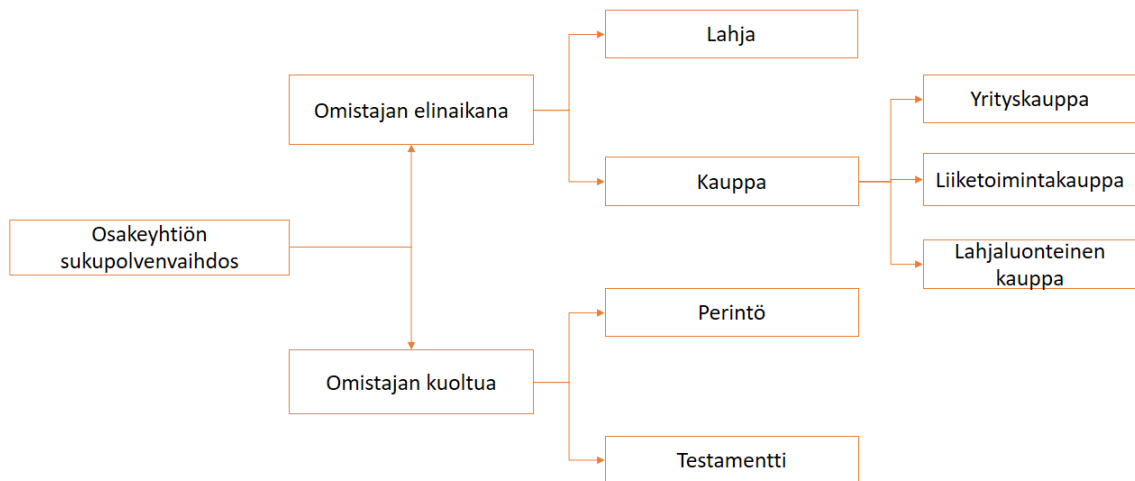 Lahja
Omistajan elinaikana
Yrityskauppa
Kauppa
Liiketoimintakauppa
Osakeyhtiön
sukupolvenvaihdos
Lahjaluonteinen
kauppa
Perintö
Omistajan kuoltua
Testamentti